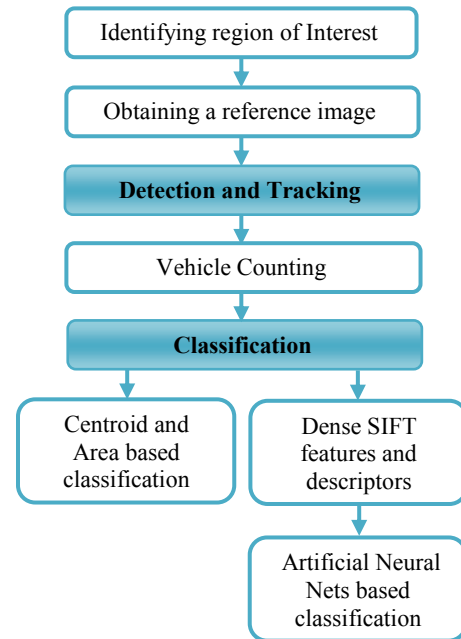 Identifying region of Interest
Obtaining a reference image
Detection and Tracking
Vehicle Counting
Classification
Centroid and
Area based
classification
Dense SIFT
features and
descriptors
Artificial Neural
Nets based
classification